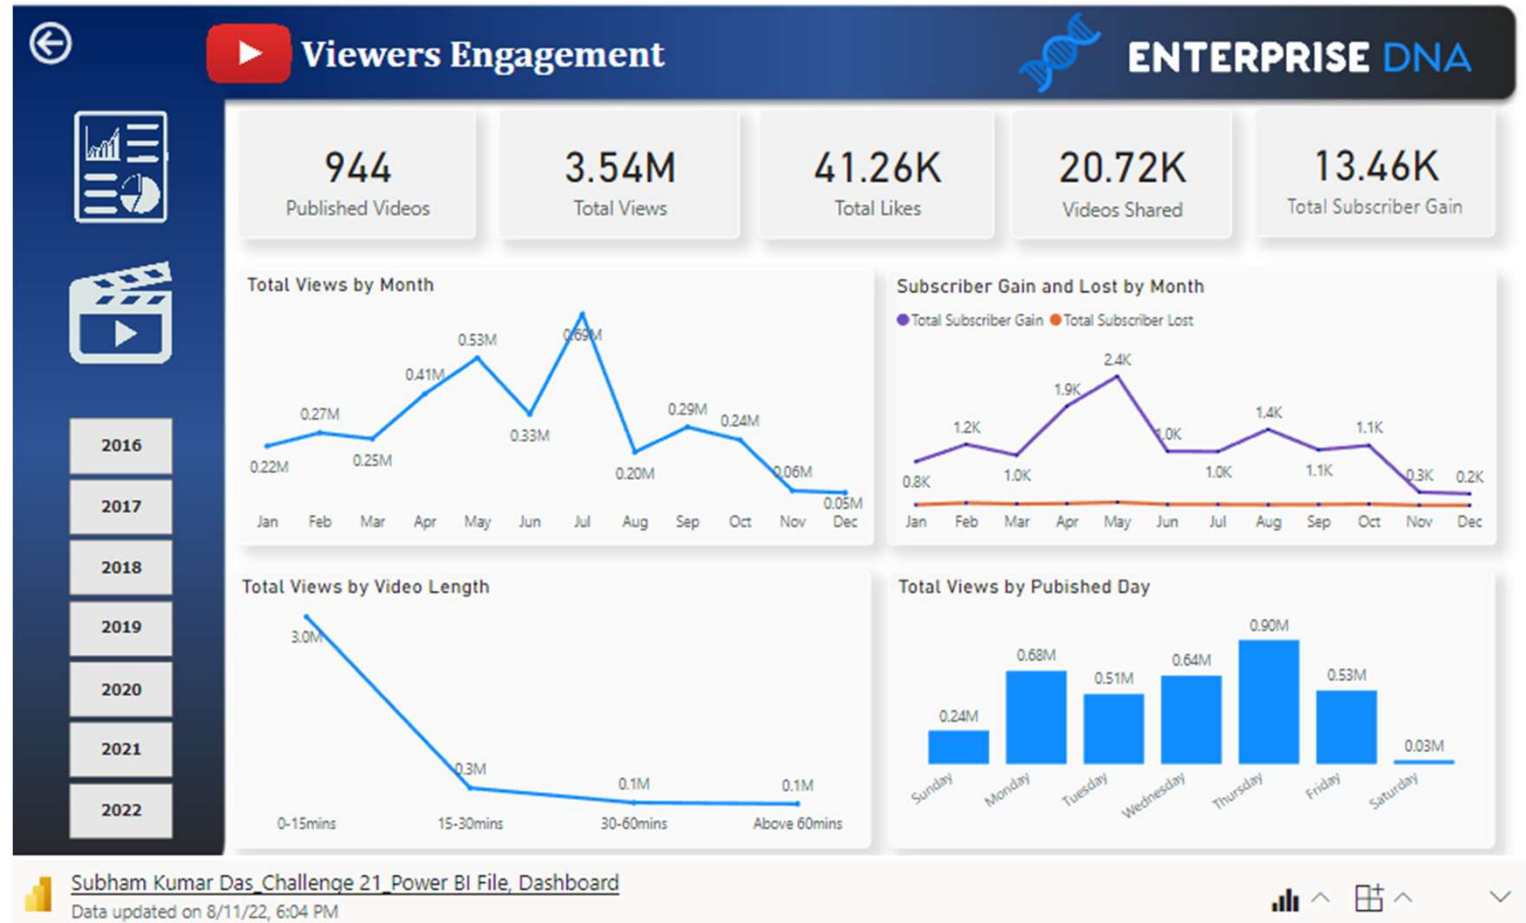 Viewers Engagement
ENTERPRISE DNA
944
Published Videos
3.54M
Total Views
41.26K
Total Likes
20.72K
Videos Shared
13.46K
Total Subscriber Gain
2016
2017
2018
2019
2020
2021
2022
Total Views by Month
0.22M
0.27M
0.25M
0.41M
0.53M
0.33M
0.69M
0.20M
0.29M
0.24M
0.06M
0.05M
Jan Feb Mar Apr May Jun Jul Aug Sep Oct Nov Dec
Subscriber Gain and Lost by Month
Total Subscriber Gain Total Subscriber Lost
0.8K
1.2K
1.0K
1.9K
2.4K
1.0K
1.0K
1.4K
1.1K
1.1K
0.3K
0.2K
Jan Feb Mar Apr May Jun Jul Aug Sep Oct Nov Dec
Total Views by Video Length
3.0M
0.3M
0.1M
0.1M
0-15mins 15-30mins 30-60mins Above 60mins
Total Views by Pubished Day
0.24M
0.68M
0.51M
0.64M
0.90M
0.53M
0.03M
Sunday Monday Tuesday Wednesday Thursday Friday Saturday
Subham Kumar Das_Challenge 21_Power BI File, Dashboard
Data updated on 8/11/22, 6:04 PM